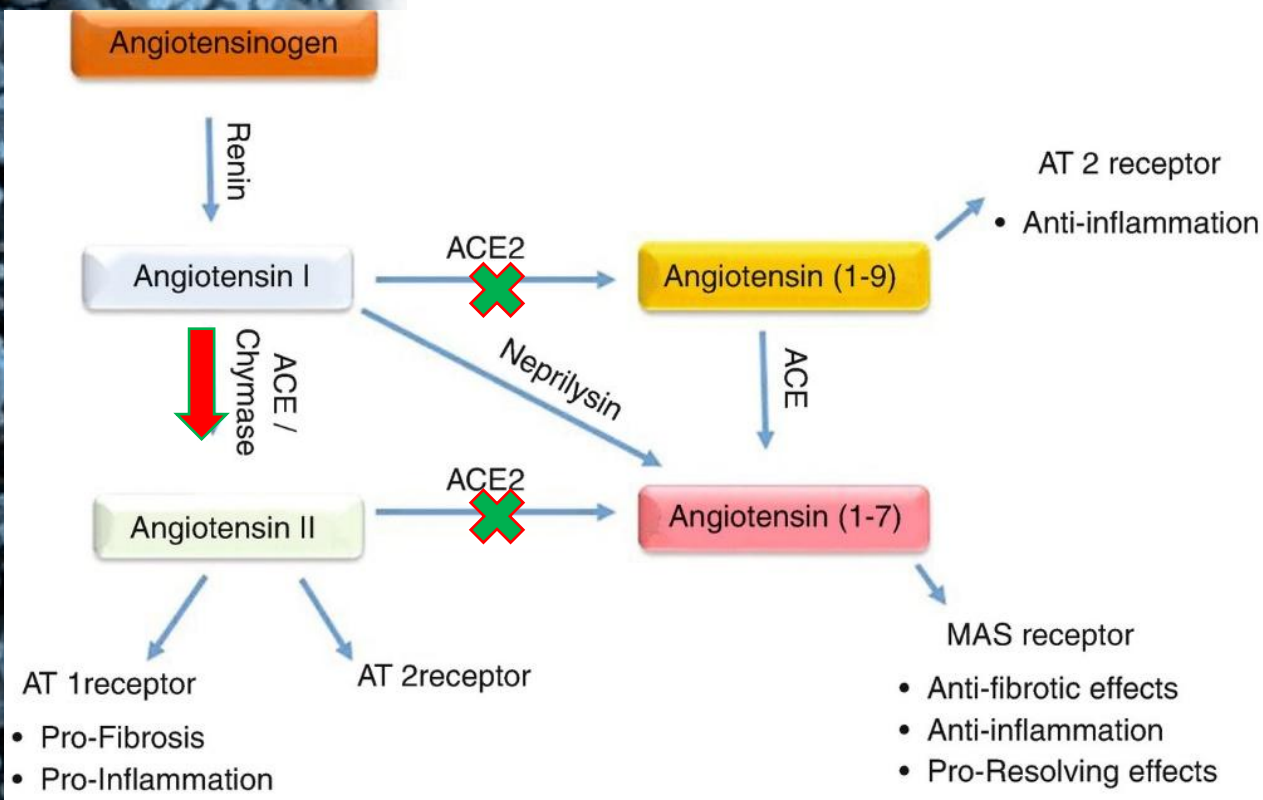 Angiotensinogen
Renin
AT 2 receptor
• Anti-inflammation
Angiotensin I
ACE2
Angiotensin (1-9)
ACE /
Chymase
Neprilysin
ACE
Angiotensin II
ACE2
Angiotensin (1-7)
AT 1receptor
• Pro-Fibrosis
• Pro-Inflammation
AT 2receptor
MAS receptor
• Anti-fibrotic effects
• Anti-inflammation
• Pro-Resolving effects